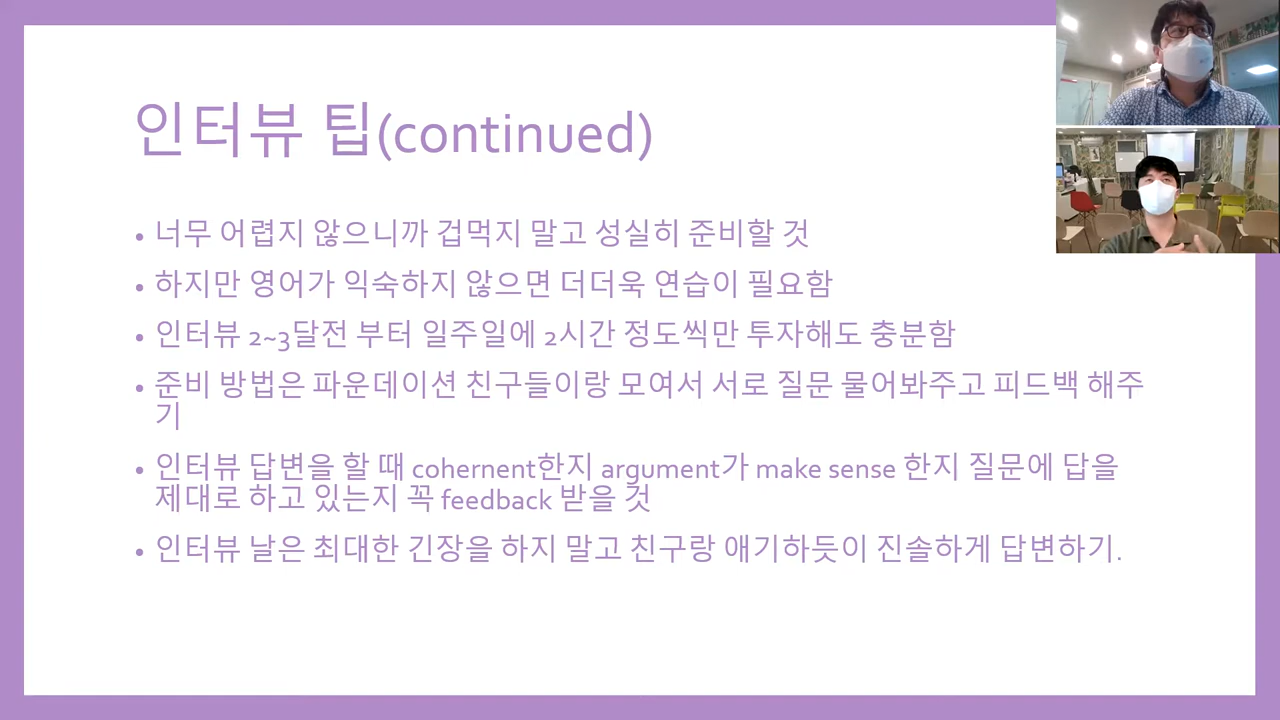 인터뷰 팁(continued)
• 너무 어렵지 않으니까 겁먹지 말고 성실히 준비할 것
• 하지만 영어가 익숙하지 않으면 더더욱 연습이 필요함
• 인터뷰 2~3달전 부터 일주일에 2시간 정도씩만 투자해도 충분함
• 준비 방법은 파운데이션 친구들이랑 모여서 서로 질문 물어봐주고 피드백 해주
기
• 인터뷰 답변을 할 때 cohernent한지 argument가 make sense 한지 질문에 답을
제대로 하고 있는지 꼭 feedback 받을 것
• 인터뷰 날은 최대한 긴장을 하지 말고 친구랑 얘기하듯이 진솔하게 답변하기.